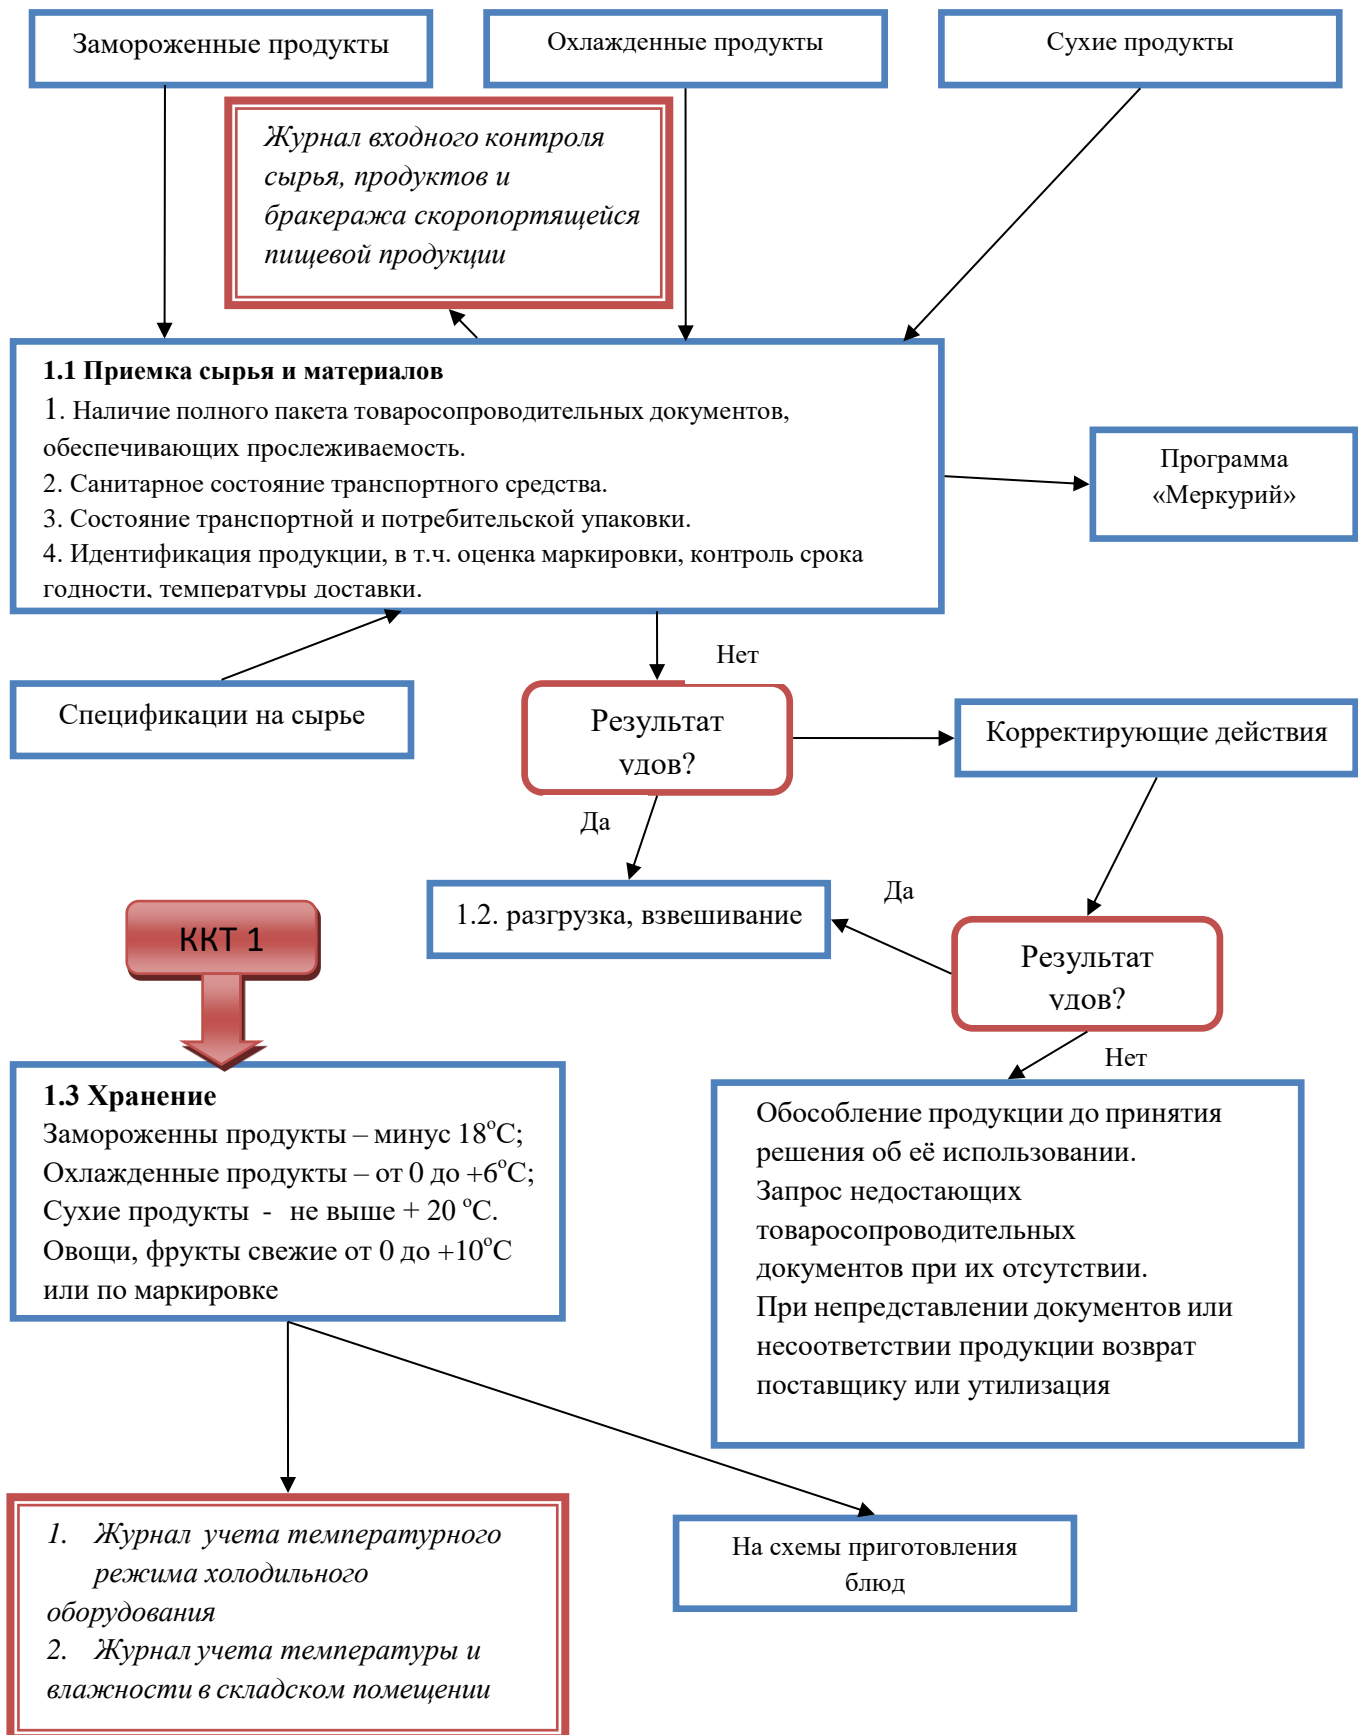 Замороженные продукты
Охлажденные продукты
Сухие продукты
Журнал входного контроля
сырья, продуктов и
бракеража скоропортящейся
пищевой продукции
1.1 Приемка сырья и материалов
1. Наличие полного пакета товаросопроводительных документов,
обеспечивающих прослеживаемость.
2. Санитарное состояние транспортного средства.
3. Состояние транспортной и потребительской упаковки.
4. Идентификация продукции, в т.ч. оценка маркировки, контроль срока
годности, температуры доставки.
Программа
«Меркурий»
Нет
Спецификации на сырье
Результат
удов?
Корректирующие действия
Да
1.2. разгрузка, взвешивание
Да
ККТ 1
Результат
удов?
Нет
1.3 Хранение
Замороженны продукты – минус 18°С;
Охлажденные продукты – от 0 до +6°С;
Сухие продукты - не выше + 20 °С.
Овощи, фрукты свежие от 0 до +10°С
или по маркировке
Обособление продукции до принятия
решения об её использовании.
Запрос недостающих
товаросопроводительных
документов при их отсутствии.
При непредставлении документов или
несоответствии продукции возврат
поставщику или утилизация
1. Журнал учета температурного
режима холодильного
оборудования
2. Журнал учета температуры и
влажности в складском помещении
На схемы приготовления
блюд